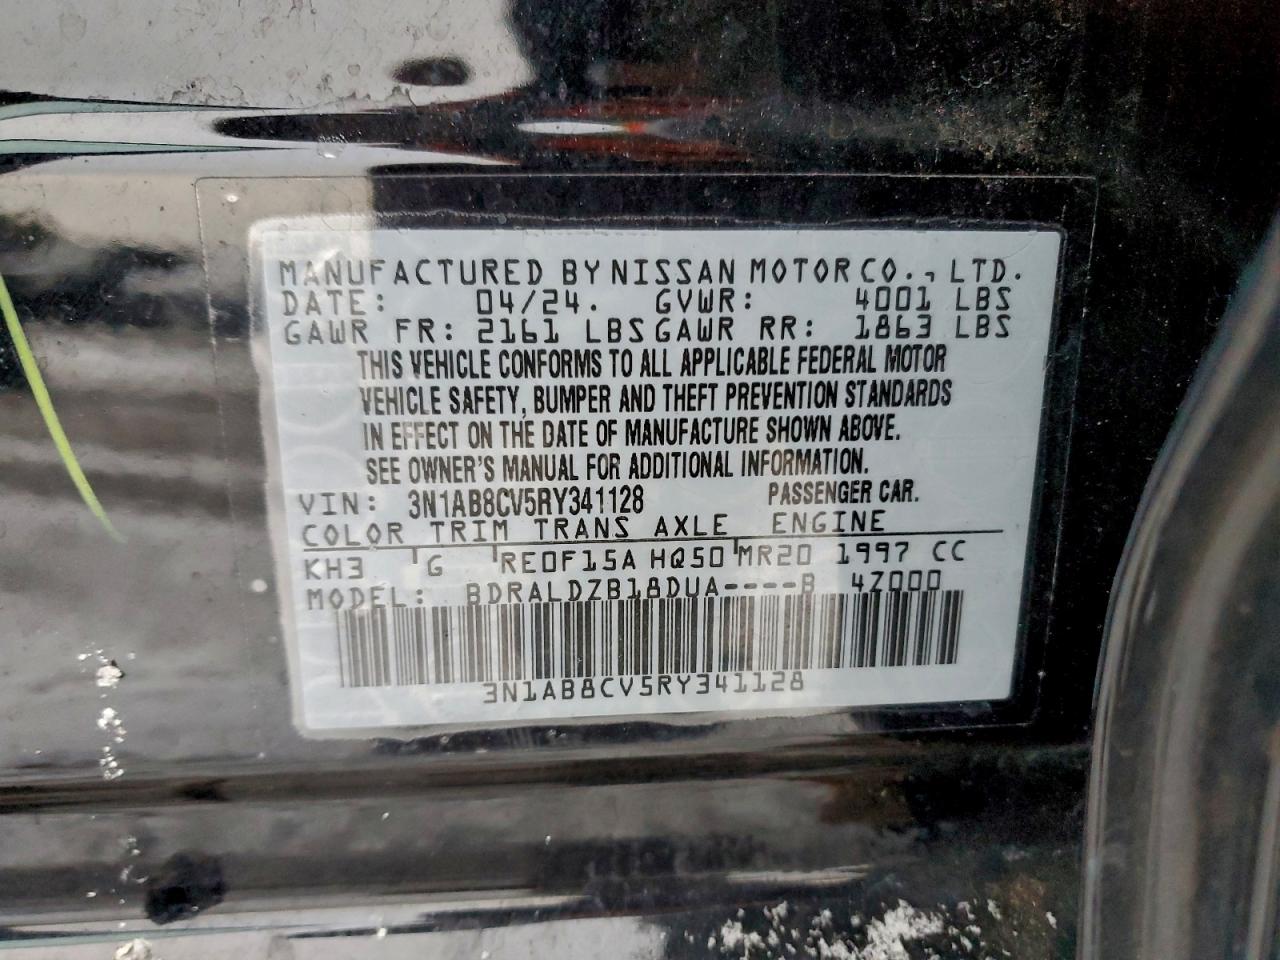 MANUFACTURED BY NISSAN MOTOR CO., LTD.
DATE: 04/24. GVWR: 4001 LBS
GAWR FR: 2161 LBS GAWR RR: 1863 LBS
THIS VEHICLE CONFORMS TO ALL APPLICABLE FEDERAL MOTOR
VEHICLE SAFETY, BUMPER AND THEFT PREVENTION STANDARDS
IN EFFECT ON THE DATE OF MANUFACTURE SHOWN ABOVE.
SEE OWNER'S MANUAL FOR ADDITIONAL INFORMATION.
VIN: 3N1AB8CV5RY341128 PASSENGER CAR.
COLOR TRIM TRANS AXLE ENGINE
KH3 G RE0F15A HQ50 MR20 1997 CC
MODEL: BDRALDZB18DUA----B 4Z000
3N1AB8CV5RY341128